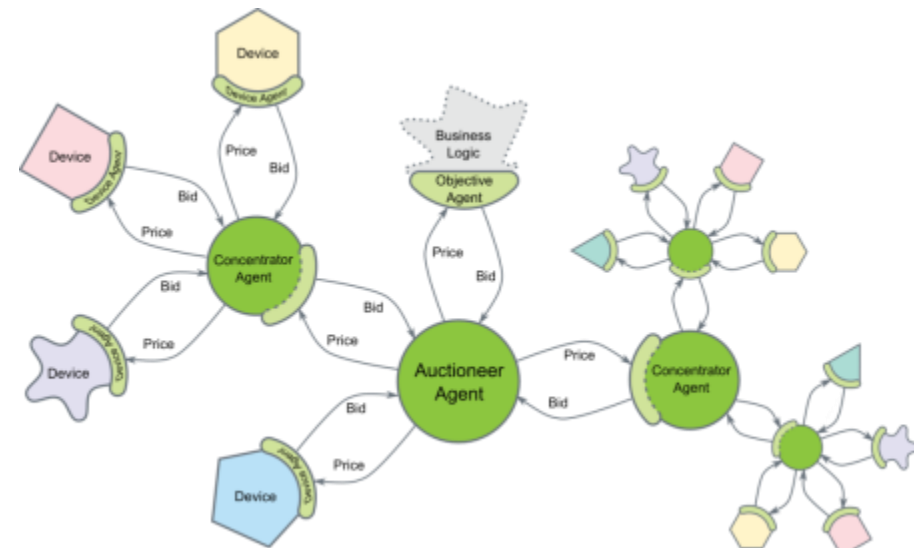 Device
Device Agent
Price
Bid
Device
Device Agent
Bid
Price
Business
Logic
Objective
Agent
Price
Bid
Concentrator
Agent
Bid
Price
Device
Device Agent
Bid
Price
Auctioneer
Agent
Price
Bid
Concentrator
Agent
Bid
Price
Device
Device Agent